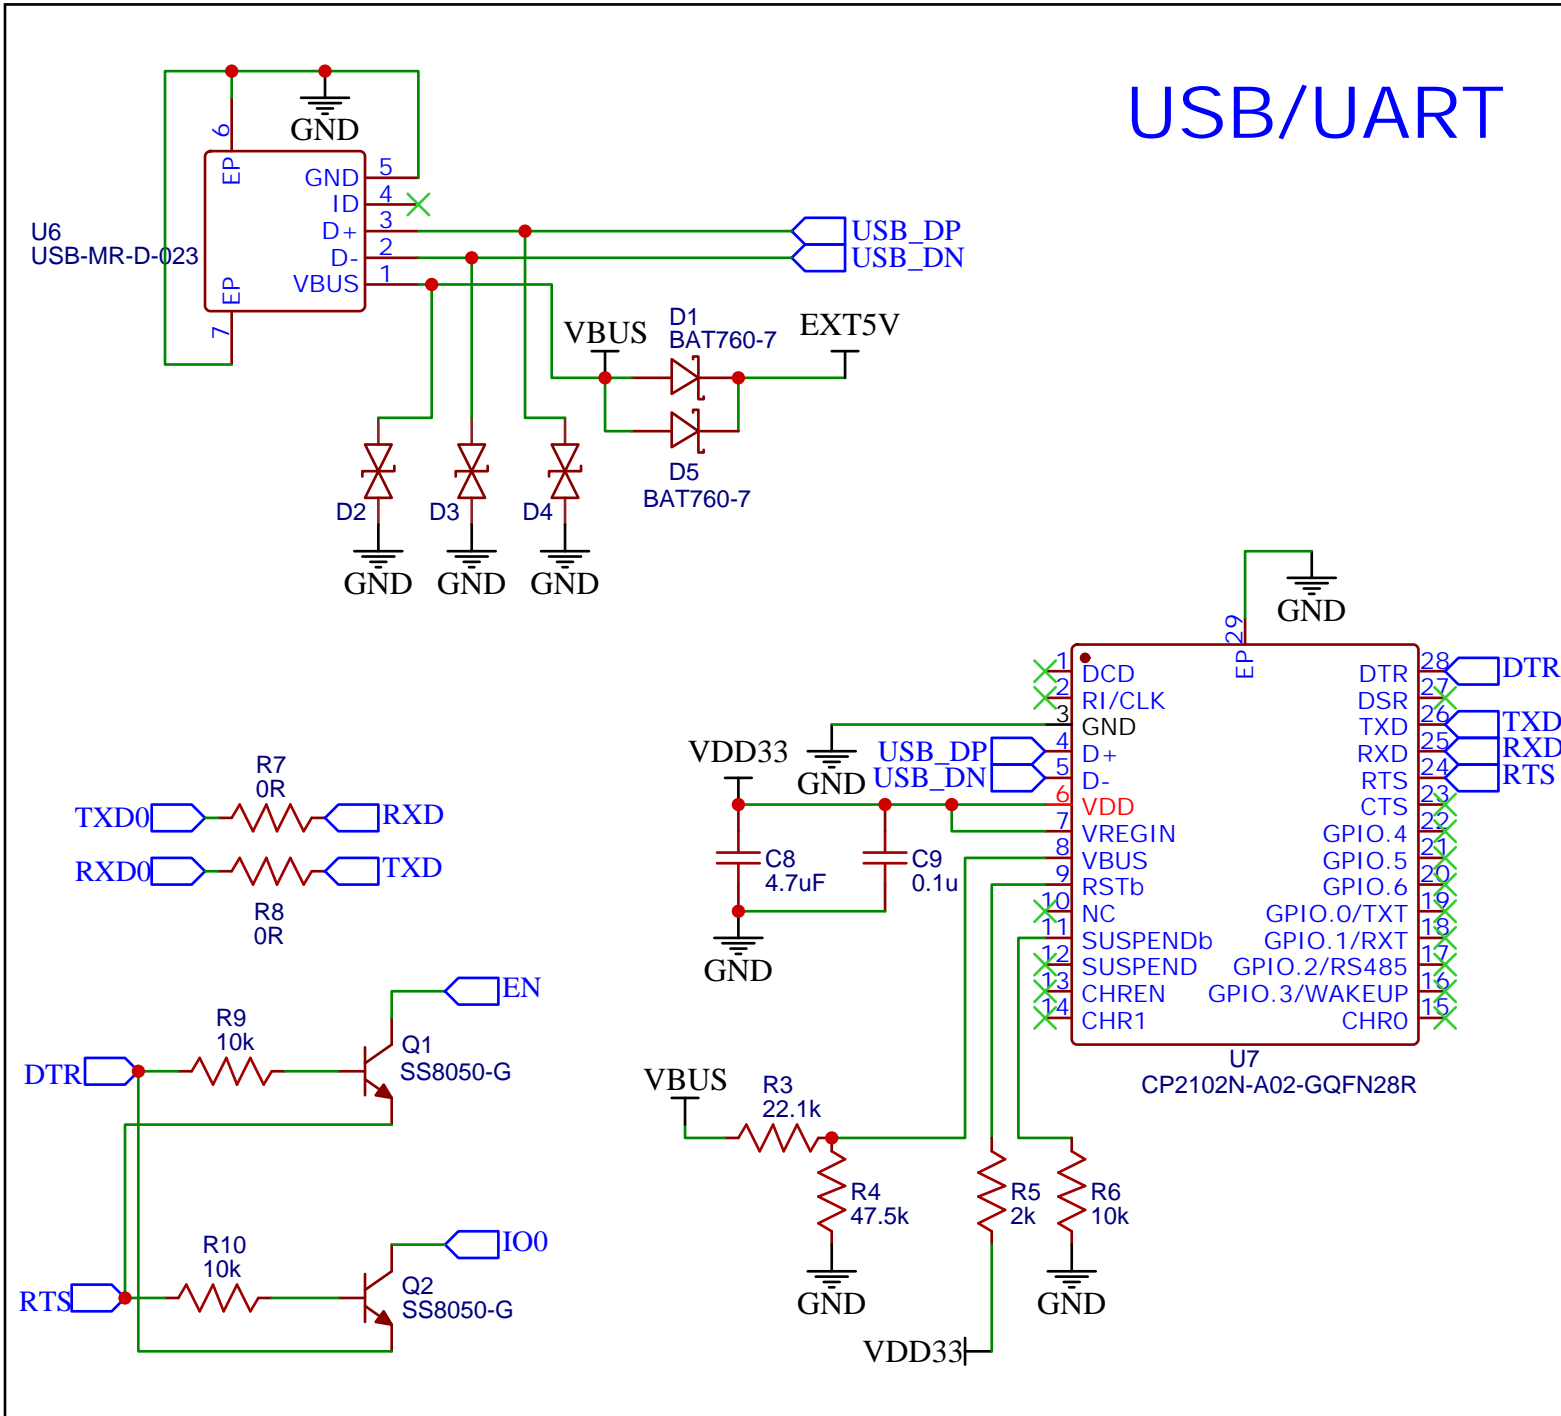 USB/UART
GND
6
EP
GND 5
ID 4
D+ 3
D- 2
VBUS 1
EP
7
U6
USB-MR-D-023
USB_DP
USB_DN
VBUS
D1
BAT760-7
EXT5V
D5
BAT760-7
D2
D3
D4
GND
GND
GND
GND
29
EP
1 DCD
2 RI/CLK
3 GND
4 D+
5 D-
6 VDD
7 VREGIN
8 VBUS
9 RSTb
10 NC
11 SUSPENDb
12 SUSPEND
13 CHREN
14 CHR1
DTR 28
DSR 27
TXD 26
RXD 25
RTS 24
CTS 23
GPIO.4 22
GPIO.5 21
GPIO.6 20
GPIO.0/TXT 19
GPIO.1/RXT 18
GPIO.2/RS485 17
GPIO.3/WAKEUP 16
CHR0 15
DTR
TXD
RXD
RTS
U7
CP2102N-A02-GQFN28R
VDD33
GND
USB_DP
USB_DN
C8
4.7uF
C9
0.1u
GND
R7
0R
TXD0
RXD
RXD0
TXD
R8
0R
EN
R9
10k
Q1
SS8050-G
DTR
R10
10k
IO0
Q2
SS8050-G
RTS
VBUS
R3
22.1k
R4
47.5k
R5
2k
R6
10k
GND
GND
VDD33